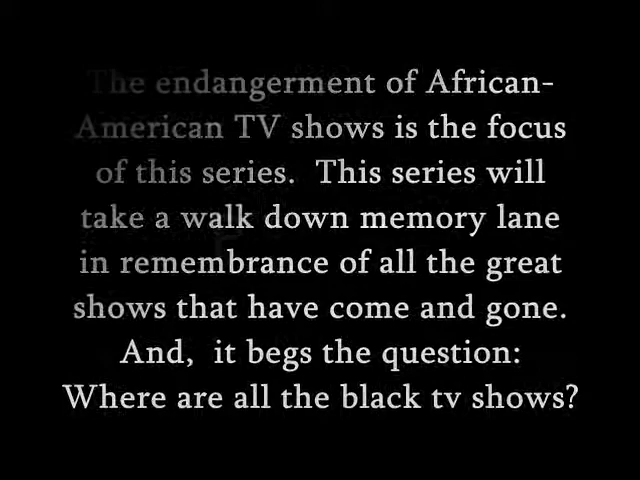 The endangerment of African-
American TV shows is the focus
of this series.  This series will
take a walk down memory lane
in remembrance of all the great
shows that have come and gone.
And,  it begs the question:
Where are all the black tv shows?